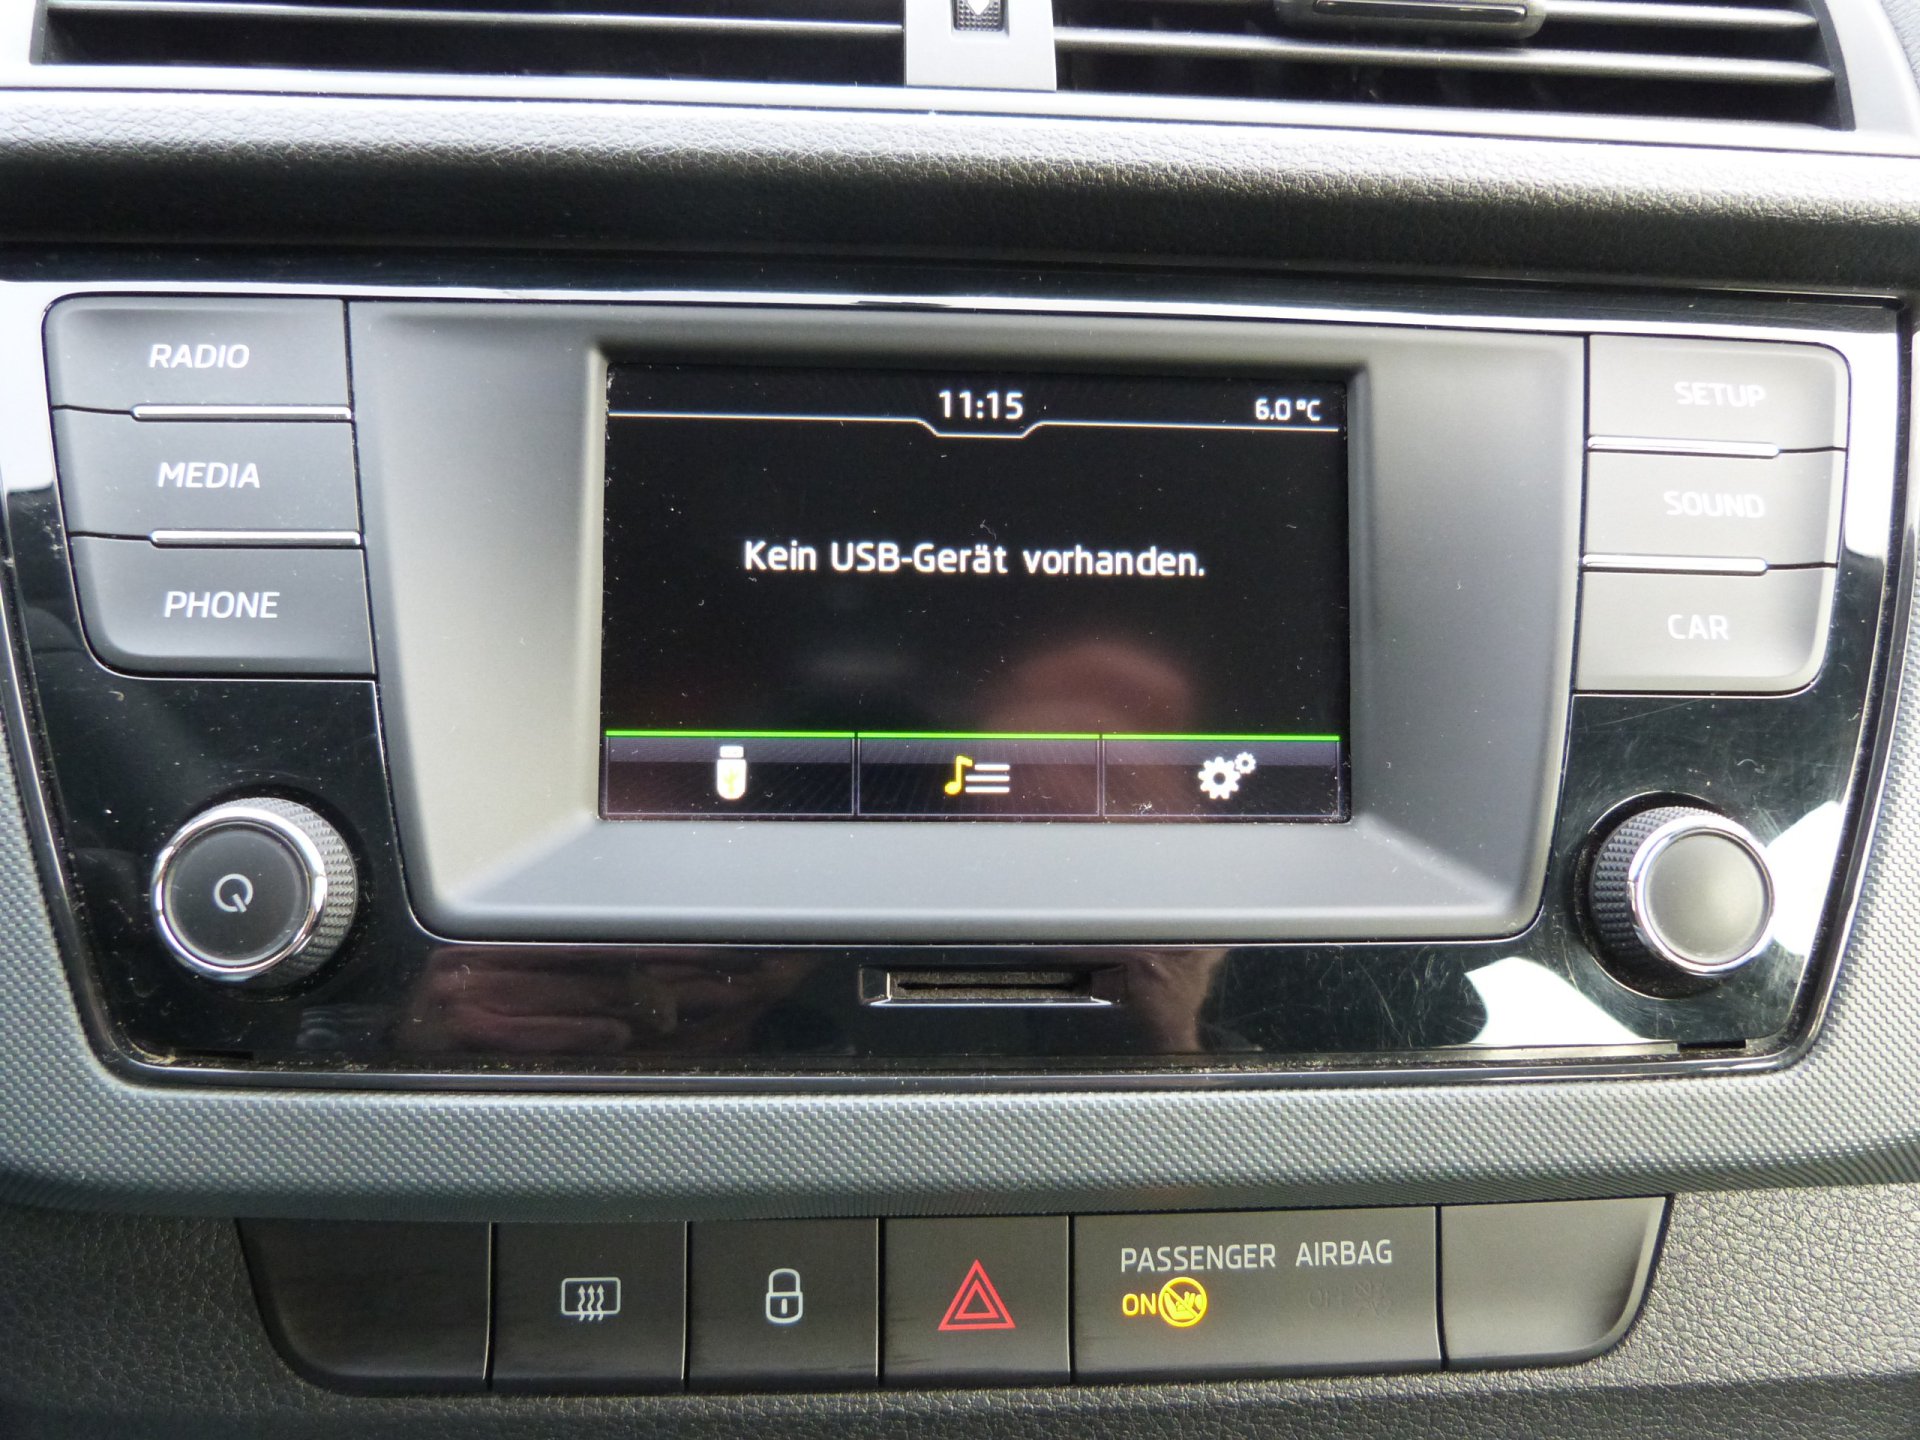 RADIO
MEDIA
PHONE
11:15
6.0 °C
Kein USB-Gerät vorhanden.
SETUP
SOUND
CAR
PASSENGER AIRBAG
ON